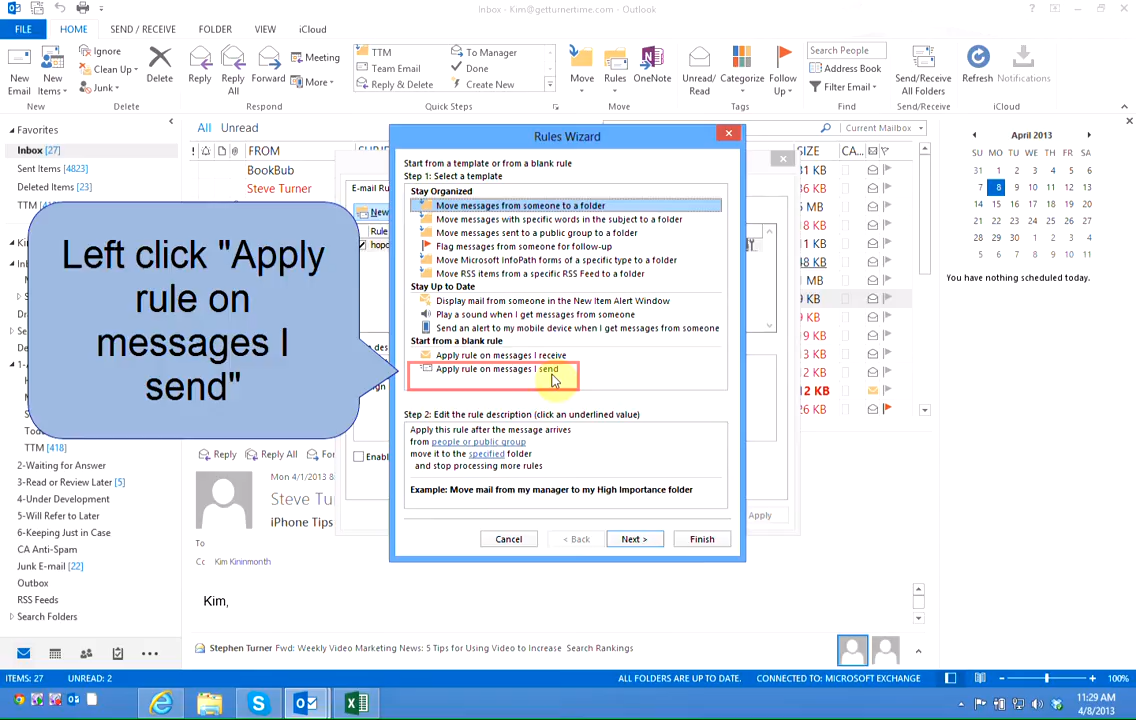 Inbox - Kim@getturnertime.com - Outlook
FILE HOME SEND / RECEIVE FOLDER VIEW iCloud
New Email
New Items
Ignore
Clean Up
Junk
Delete
Reply
Reply All
Forward
Meeting
More
TTM
Team Email
Reply & Delete
To Manager
Done
Create New
Move
Rules
OneNote
Unread/ Read
Categorize
Follow Up
Search People
Address Book
Filter Email
Send/Receive All Folders
Refresh
Notifications
New Delete Respond Quick Steps Move Tags Find Send/Receive iCloud
Favorites
Inbox [27]
Sent Items [4823]
Deleted Items [23]
All Unread
Current Mailbox
! FROM SIZE CA...
BookBub
Steve Turner
April 2013
SU MO TU WE TH FR SA
31 1 2 3 4 5 6
7 8 9 10 11 12 13
14 15 16 17 18 19 20
21 22 23 24 25 26 27
28 29 30 1 2 3 4
5 6 7 8 9 10 11
You have nothing scheduled today.
Left click "Apply
rule on
messages I
send"
Rules Wizard
Start from a template or from a blank rule
Step 1: Select a template
Stay Organized
Move messages from someone to a folder
Move messages with specific words in the subject to a folder
Move messages sent to a public group to a folder
Flag messages from someone for follow-up
Move Microsoft InfoPath forms of a specific type to a folder
Move RSS items from a specific RSS Feed to a folder
Stay Up to Date
Display mail from someone in the New Item Alert Window
Play a sound when I get messages from someone
Send an alert to my mobile device when I get messages from someone
Start from a blank rule
Apply rule on messages I receive
Apply rule on messages I send
Step 2: Edit the rule description (click an underlined value)
Apply this rule after the message arrives
from people or public group
move it to the specified folder
and stop processing more rules
Example: Move mail from my manager to my High Importance folder
Cancel < Back Next > Finish
Apply
TTM [418]
2-Waiting for Answer
3-Read or Review Later [5]
4-Under Development
5-Will Refer to Later
6-Keeping Just in Case
CA Anti-Spam
Junk E-mail [22]
Outbox
RSS Feeds
Search Folders
Reply Reply All
Mon 4/1/2013
iPhone Tips
To
Cc Kim Kininmonth
Kim,
Stephen Turner Fwd: Weekly Video Marketing News: 5 Tips for Using Video to Increase Search Rankings
ITEMS: 27 UNREAD: 2 ALL FOLDERS ARE UP TO DATE. CONNECTED TO: MICROSOFT EXCHANGE 100%
11:29 AM
4/8/2013